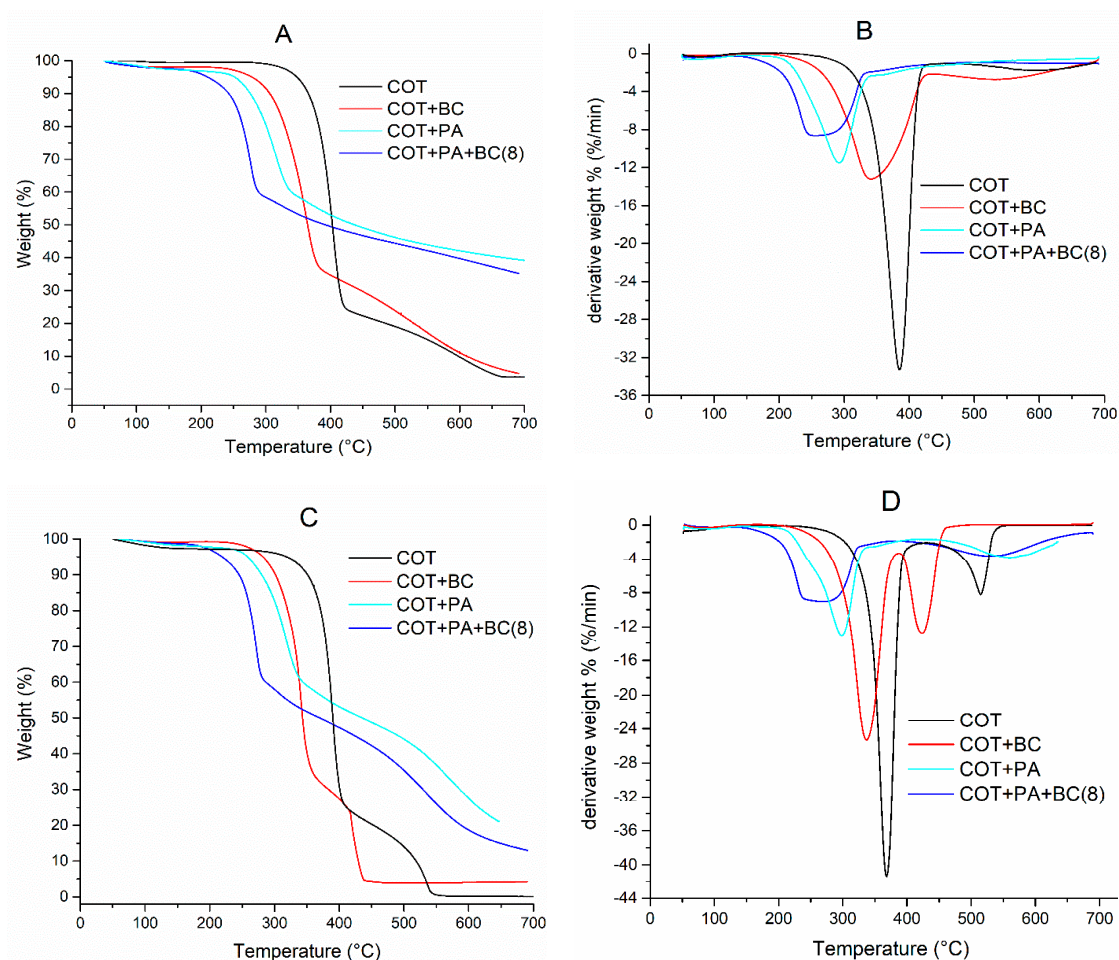 A
100
90
80
70
60
50
40
30
20
10
0
Weight (%)
COT
COT+BC
COT+PA
COT+PA+BC(8)
0 100 200 300 400 500 600 700
Temperature (°C)
B
0
-4
-8
-12
-16
-20
-24
-28
-32
-36
derivative weight % (%/min)
COT
COT+BC
COT+PA
COT+PA+BC(8)
0 100 200 300 400 500 600 700
Temperature (°C)
C
100
90
80
70
60
50
40
30
20
10
0
Weight (%)
COT
COT+BC
COT+PA
COT+PA+BC(8)
0 100 200 300 400 500 600 700
Temperature (°C)
D
0
-4
-8
-12
-16
-20
-24
-28
-32
-36
-40
-44
derivative weight % (%/min)
COT
COT+BC
COT+PA
COT+PA+BC(8)
0 100 200 300 400 500 600 700
Temperature (°C)